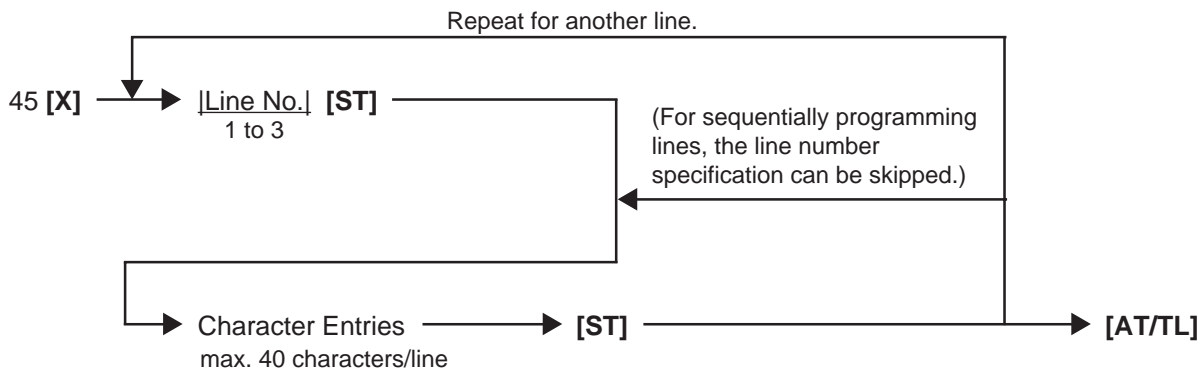 Repeat for another line.
45 [X]
|Line No.| [ST]
1 to 3
(For sequentially programming
lines, the line number
specification can be skipped.)
Character Entries
[ST]
[AT/TL]
max. 40 characters/line